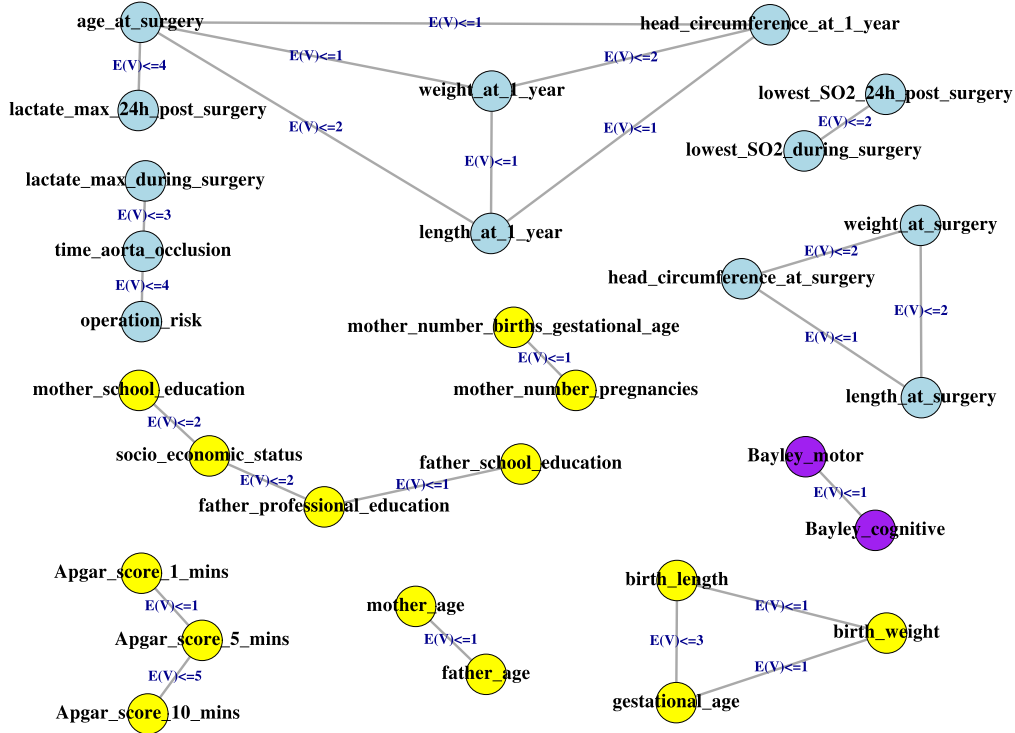 age_at_surgery
E(V)<=1
head_circumference_at_1_year
E(V)<=4
E(V)<=1
E(V)<=2
weight_at_1_year
lowest_SO2_24h_post_surgery
lactate_max_24h_post_surgery
E(V)<=2
E(V)<=1
E(V)<=2
lowest_SO2_during_surgery
E(V)<=1
lactate_max_during_surgery
E(V)<=3
length_at_1_year
weight_at_surgery
time_aorta_occlusion
E(V)<=2
E(V)<=4
head_circumference_at_surgery
E(V)<=2
operation_risk
mother_number_births_gestational_age
E(V)<=1
E(V)<=1
mother_school_education
mother_number_pregnancies
length_at_surgery
E(V)<=2
socio_economic_status
father_school_education
Bayley_motor
E(V)<=2
E(V)<=1
E(V)<=1
father_professional_education
Bayley_cognitive
Apgar_score_1_mins
birth_length
E(V)<=1
mother_age
E(V)<=1
Apgar_score_5_mins
E(V)<=1
E(V)<=3
birth_weight
E(V)<=5
father_age
E(V)<=1
Apgar_score_10_mins
gestational_age